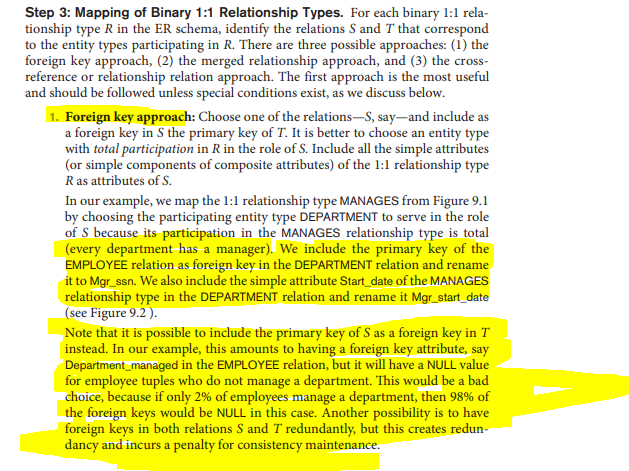 Step 3: Mapping of Binary 1:1 Relationship Types. For each binary 1:1 rela-
tionship type R in the ER schema, identify the relations S and T that correspond
to the entity types participating in R. There are three possible approaches: (1) the
foreign key approach, (2) the merged relationship approach, and (3) the cross-
reference or relationship relation approach. The first approach is the most useful
and should be followed unless special conditions exist, as we discuss below.
1. Foreign key approach: Choose one of the relations—S, say—and include as
a foreign key in S the primary key of T. It is better to choose an entity type
with total participation in R in the role of S. Include all the simple attributes
(or simple components of composite attributes) of the 1:1 relationship type
R as attributes of S.
In our example, we map the 1:1 relationship type MANAGES from Figure 9.1
by choosing the participating entity type DEPARTMENT to serve in the role
of S because its participation in the MANAGES relationship type is total
(every department has a manager). We include the primary key of the
EMPLOYEE relation as foreign key in the DEPARTMENT relation and rename
it to Mgr_ssn. We also include the simple attribute Start_date of the MANAGES
relationship type in the DEPARTMENT relation and rename it Mgr_start_date
(see Figure 9.2 ).
Note that it is possible to include the primary key of S as a foreign key in T
instead. In our example, this amounts to having a foreign key attribute, say
Department_managed in the EMPLOYEE relation, but it will have a NULL value
for employee tuples who do not manage a department. This would be a bad
choice, because if only 2% of employees manage a department, then 98% of
the foreign keys would be NULL in this case. Another possibility is to have
foreign keys in both relations S and T redundantly, but this creates redun-
dancy and incurs a penalty for consistency maintenance.